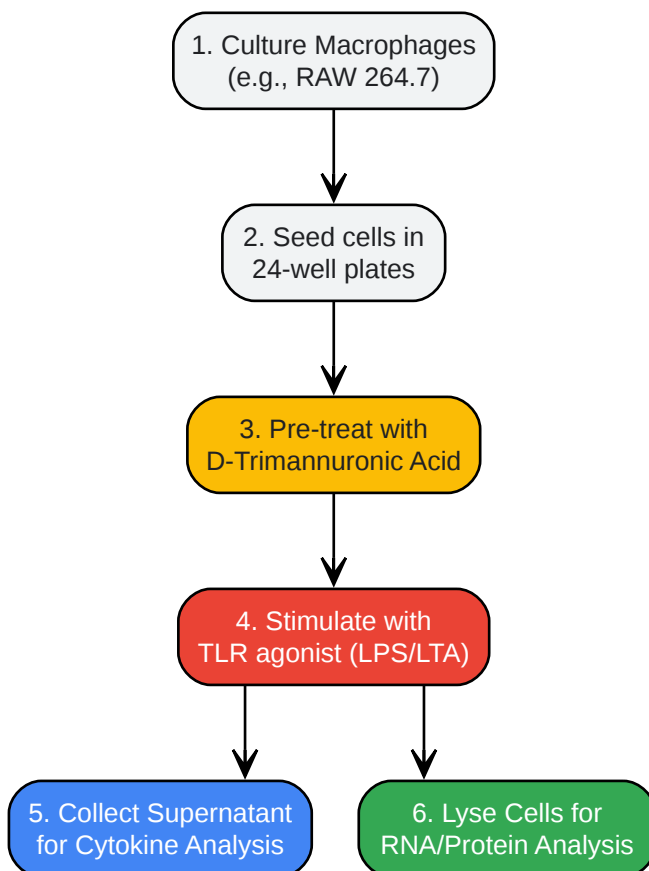 1. Culture Macrophages
(e.g., RAW 264.7)
2. Seed cells in
24-well plates
3. Pre-treat with
D-Trimannuronic Acid
4. Stimulate with
TLR agonist (LPS/LTA)
5. Collect Supernatant
for Cytokine Analysis
6. Lyse Cells for
RNA/Protein Analysis